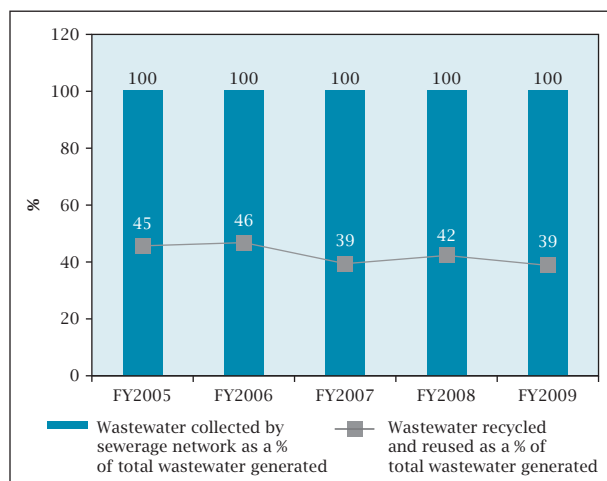 120
100
80
60
40
20
0
%
100 100 100 100 100
45 46 39 42 39
FY2005 FY2006 FY2007 FY2008 FY2009
Wastewater collected by
sewerage network as a %
of total wastewater generated
Wastewater recycled
and reused as a % of
total wastewater generated